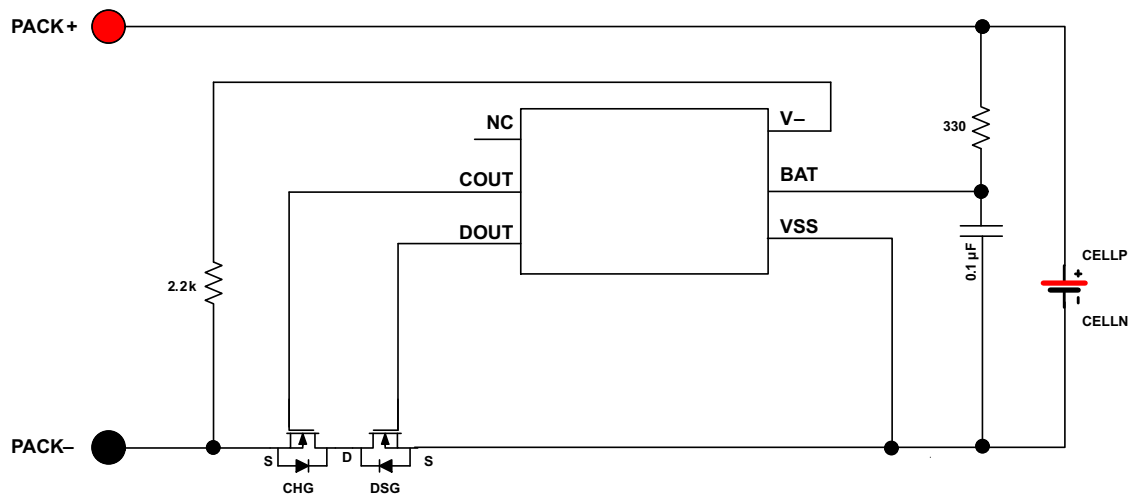 PACK+
NC
V–
330
COUT
BAT
DOUT
VSS
0.1 µF
CELLP
+
2.2k
-
CELLN
PACK–
S
D
S
CHG
DSG